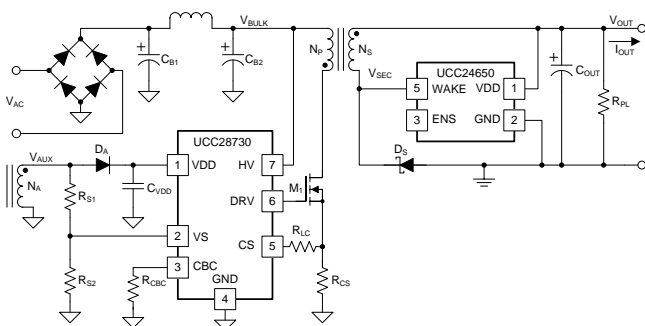 V_BULK
N_P
N_S
V_OUT
I_OUT
C_B1
C_B2
V_SEC
UCC24650
C_OUT
V_AC
5 WAKE VDD 1
R_PL
3 ENS GND 2
UCC28730
D_S
V_AUX
D_A
1 VDD HV 7
N_A
C_VDD
M_1
R_S1
DRV 6
R_LC
2 VS CS 5
3 CBC
R_S2
R_CBC
GND
R_CS
4